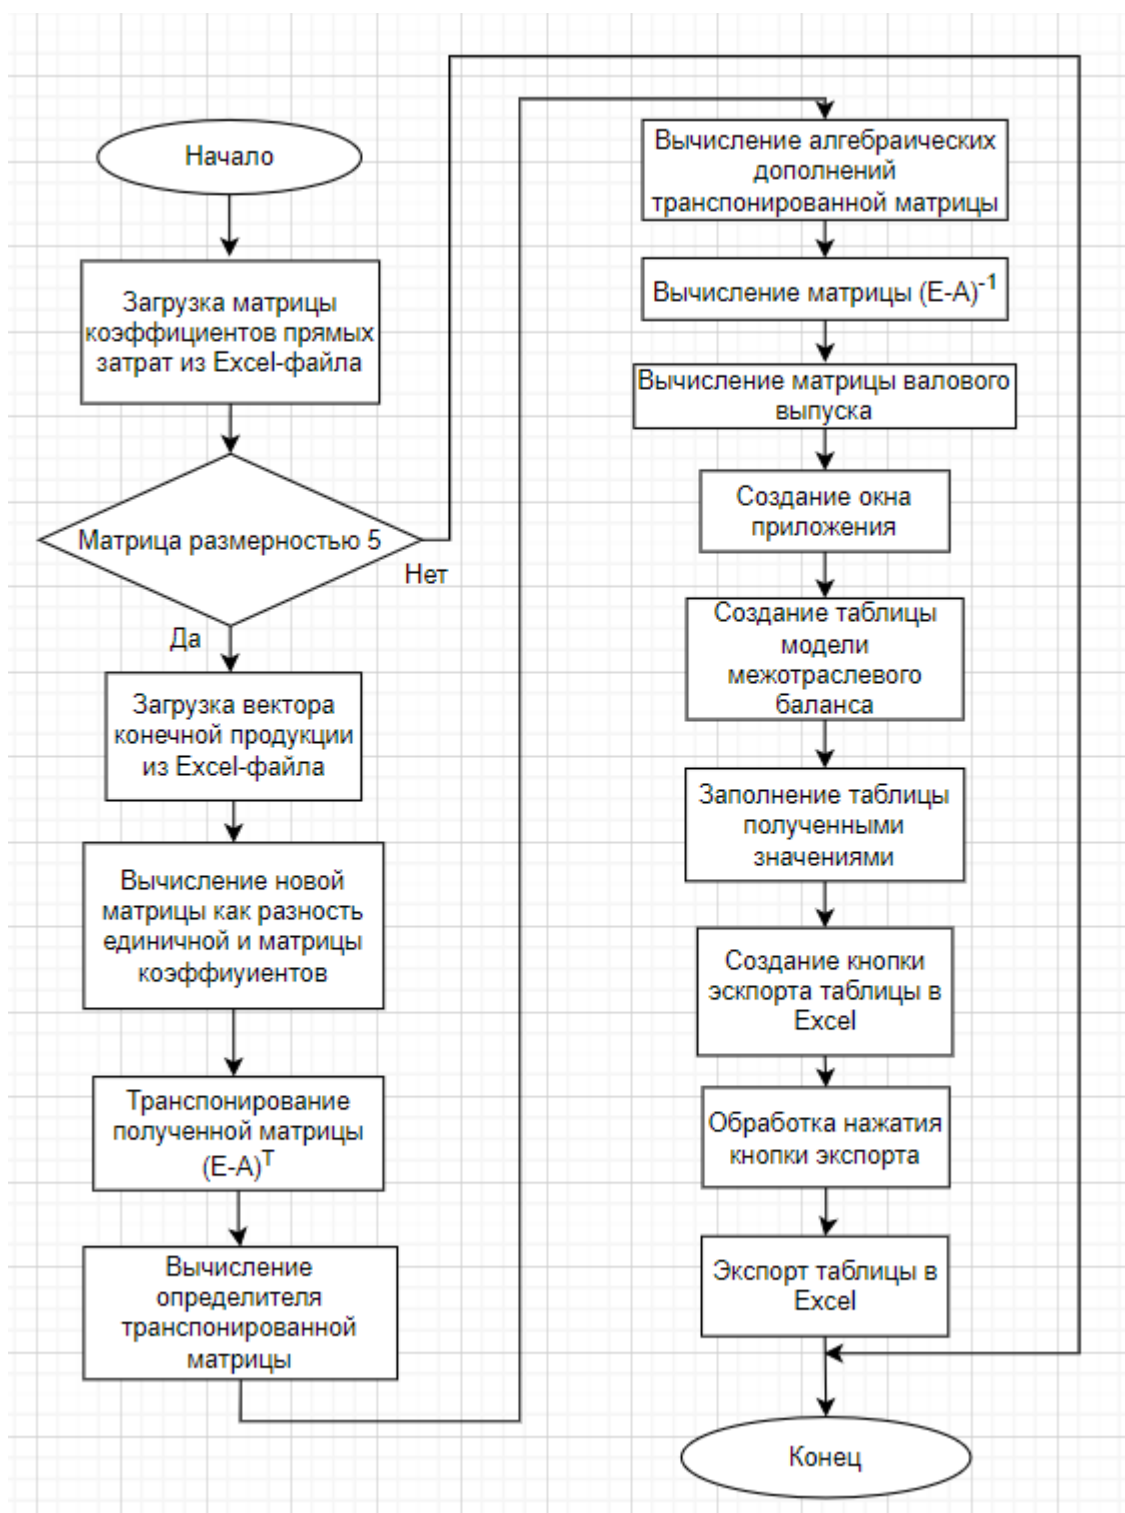 Начало
Загрузка матрицы
коэффициентов прямых
затрат из Excel-файла
Матрица размерностью 5
Нет
Да
Загрузка вектора
конечной продукции
из Excel-файла
Вычисление новой
матрицы как разность
единичной и матрицы
коэффиуиентов
Транспонирование
полученной матрицы
(E-A)^T
Вычисление
определителя
транспонированной
матрицы
Вычисление алгебраических
дополнений
транспонированной матрицы
Вычисление матрицы (E-A)^-1
Вычисление матрицы валового
выпуска
Создание окна
приложения
Создание таблицы
модели
межотраслевого
баланса
Заполнение таблицы
полученными
значениями
Создание кнопки
эскпорта таблицы в
Excel
Обработка нажатия
кнопки экспорта
Экспорт таблицы в
Excel
Конец